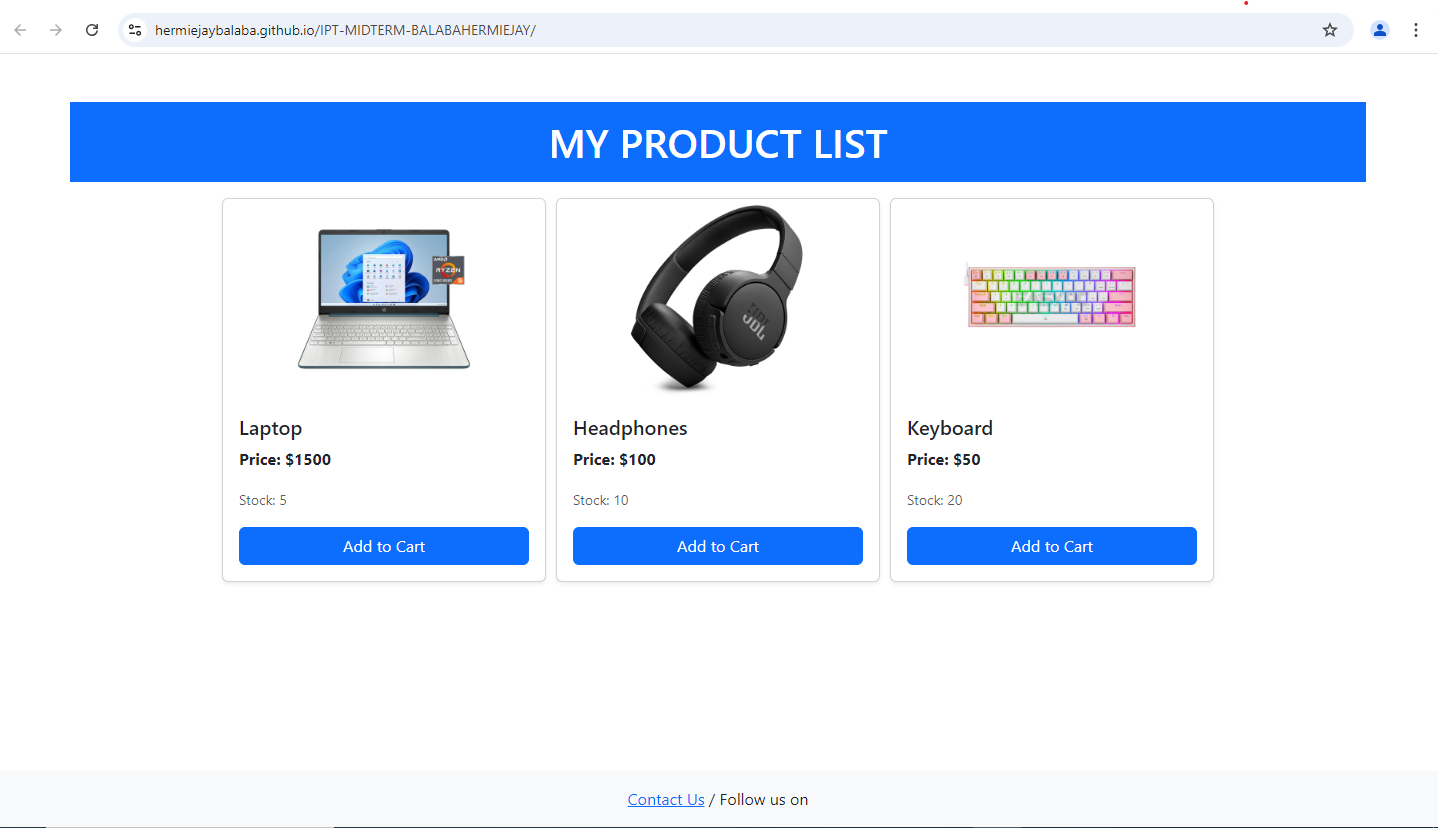 hermiejaybalaba.github.io/IPT-MIDTERM-BALABAHERMIEJAY/
MY PRODUCT LIST
AMD
RYZEN
JBL
Laptop
Headphones
Keyboard
Price: $1500
Price: $100
Price: $50
Stock: 5
Stock: 10
Stock: 20
Add to Cart
Add to Cart
Add to Cart
Contact Us / Follow us on